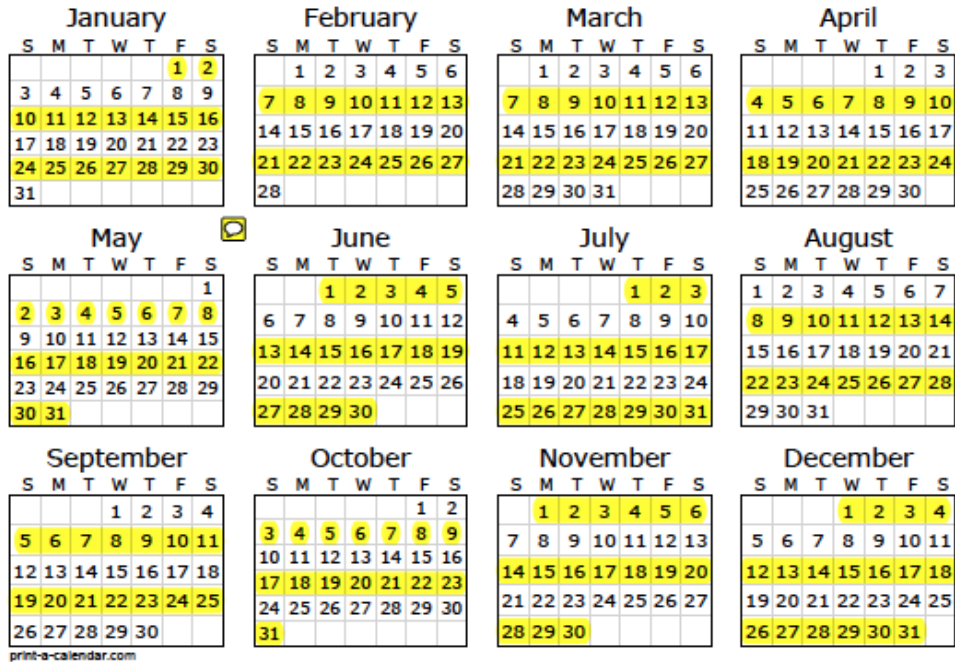 January February March April
S M T W T F S S M T W T F S S M T W T F S S M T W T F S
1 2 1 2 3 4 5 6 1 2 3 4 5 6 1 2 3
3 4 5 6 7 8 9 7 8 9 10 11 12 13 7 8 9 10 11 12 13 4 5 6 7 8 9 10
10 11 12 13 14 15 16 14 15 16 17 18 19 20 14 15 16 17 18 19 20 11 12 13 14 15 16 17
17 18 19 20 21 22 23 21 22 23 24 25 26 27 21 22 23 24 25 26 27 18 19 20 21 22 23 24
24 25 26 27 28 29 30 28 28 29 30 31 25 26 27 28 29 30
31
May June July August
S M T W T F S S M T W T F S S M T W T F S S M T W T F S
1 1 2 3 4 5 1 2 3 1 2 3 4 5 6 7
2 3 4 5 6 7 8 6 7 8 9 10 11 12 4 5 6 7 8 9 10 8 9 10 11 12 13 14
9 10 11 12 13 14 15 13 14 15 16 17 18 19 11 12 13 14 15 16 17 15 16 17 18 19 20 21
16 17 18 19 20 21 22 20 21 22 23 24 25 26 18 19 20 21 22 23 24 22 23 24 25 26 27 28
23 24 25 26 27 28 29 27 28 29 30 25 26 27 28 29 30 31 29 30 31
30 31
September October November December
S M T W T F S S M T W T F S S M T W T F S S M T W T F S
1 2 3 4 1 2 1 2 3 4 5 6 1 2 3 4
5 6 7 8 9 10 11 3 4 5 6 7 8 9 7 8 9 10 11 12 13 5 6 7 8 9 10 11
12 13 14 15 16 17 18 10 11 12 13 14 15 16 14 15 16 17 18 19 20 12 13 14 15 16 17 18
19 20 21 22 23 24 25 17 18 19 20 21 22 23 21 22 23 24 25 26 27 19 20 21 22 23 24 25
26 27 28 29 30 24 25 26 27 28 29 30 28 29 30 26 27 28 29 30 31
31
print-a-calendar.com